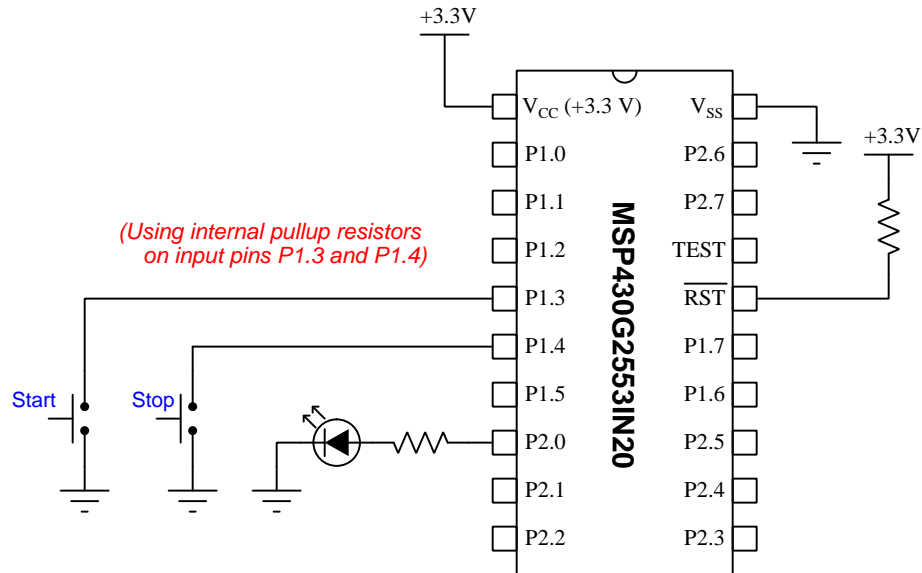 +3.3V
V_CC (+3.3 V)
V_SS
P1.0
P2.6
+3.3V
P1.1
P2.7
(Using internal pullup resistors
on input pins P1.3 and P1.4)
P1.2
TEST
P1.3
RST
P1.4
P1.7
Start
Stop
P1.5
P1.6
P2.0
P2.5
P2.1
P2.4
P2.2
P2.3
MSP430G2553IN20